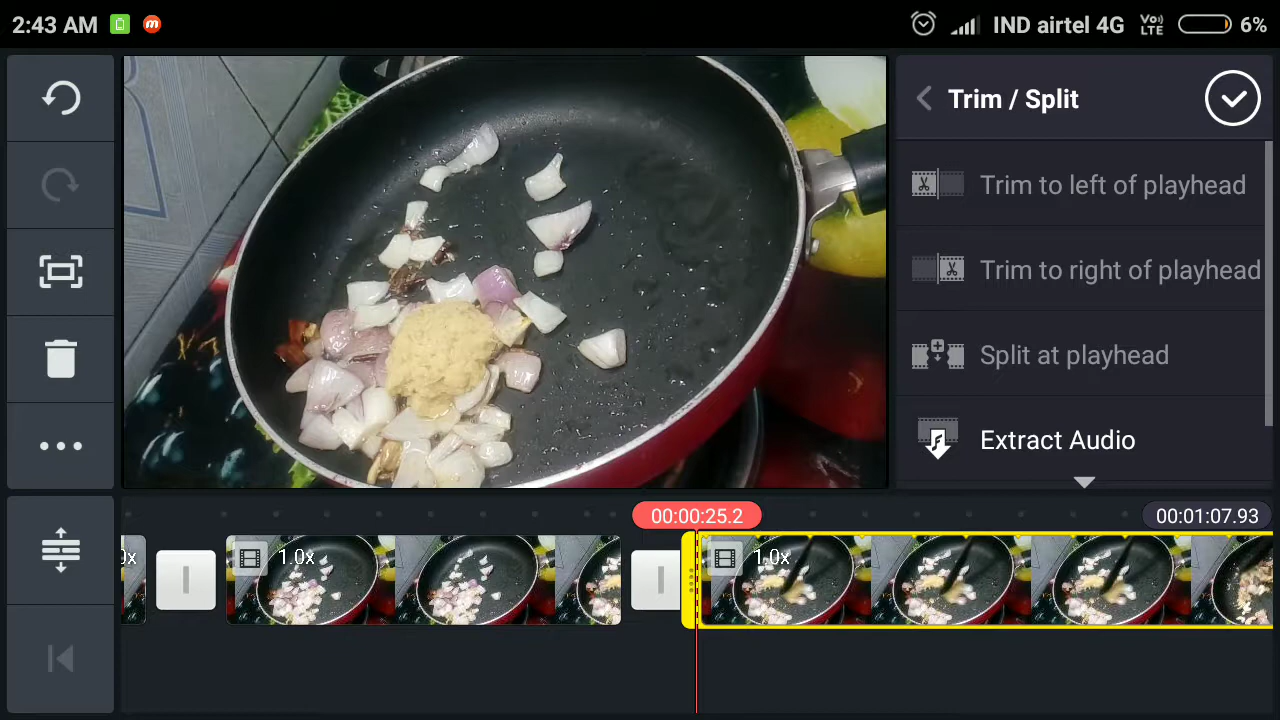 2:43 AM
IND airtel 4G
Vo))
LTE
6%
Trim / Split
Trim to left of playhead
Trim to right of playhead
Split at playhead
Extract Audio
00:00:25.2
00:01:07.93
0x
1.0x
1.0x